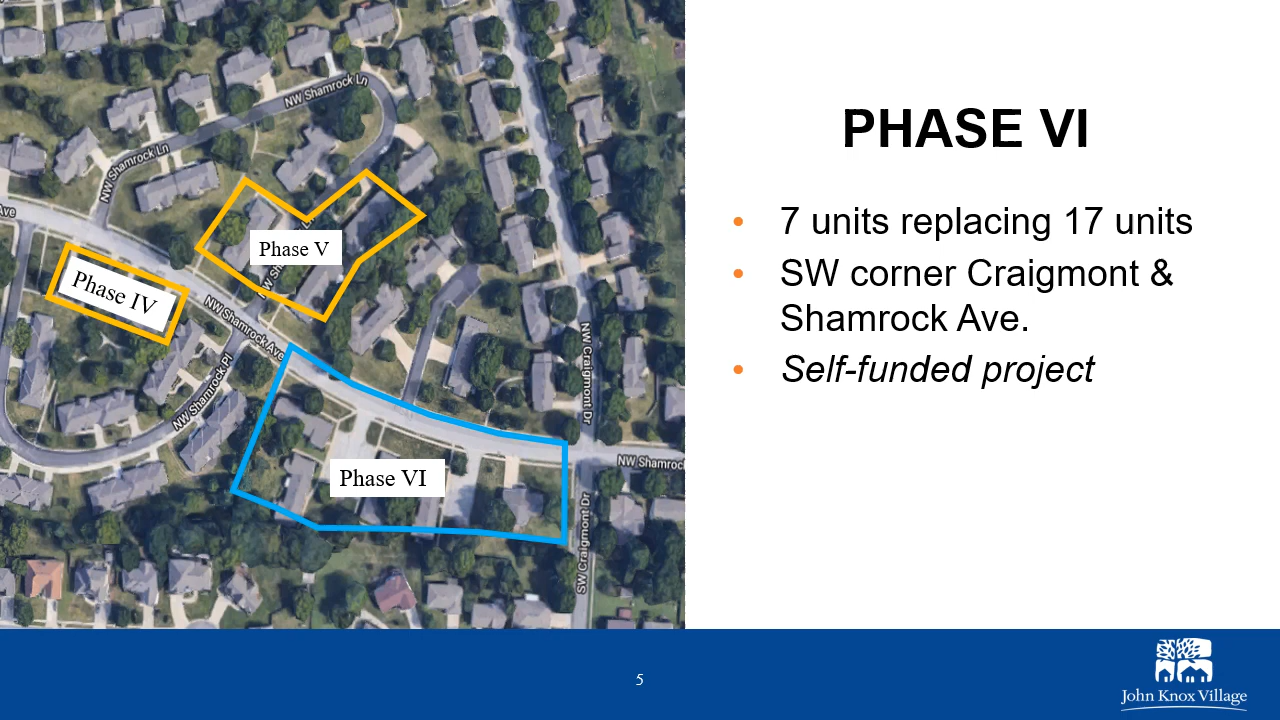 NW Shamrock Ln
NW Shamrock Ln
Ave
Phase V
Phase IV
NW Shamrock Ave
NW Shamrock Pl
NW Craigmont Dr
Phase VI
NW Shamrock
SW Craigmont Dr
PHASE VI
• 7 units replacing 17 units
• SW corner Craigmont &
Shamrock Ave.
• Self-funded project
5
John Knox Village